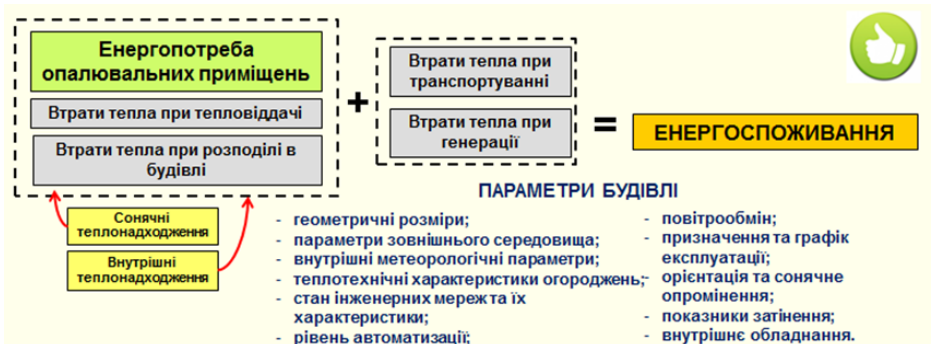 Енергопотреба
опалювальних приміщень
Втрати тепла при тепловіддачі
Втрати тепла при розподілі в
будівлі
+
Втрати тепла при
транспортуванні
Втрати тепла при
генерації
=
ЕНЕРГОСПОЖИВАННЯ
Сонячні
теплонадходження
Внутрішні
теплонадходження
ПАРАМЕТРИ БУДІВЛІ
- геометричні розміри;
- параметри зовнішнього середовища;
- внутрішні метеорологічні параметри;
- теплотехнічні характеристики огороджень;
- стан інженерних мереж та їх
характеристики;
- рівень автоматизації;
- повітрообмін;
- призначення та графік
експлуатації;
- орієнтація та сонячне
опромінення;
- показники затінення;
- внутрішнє обладнання.